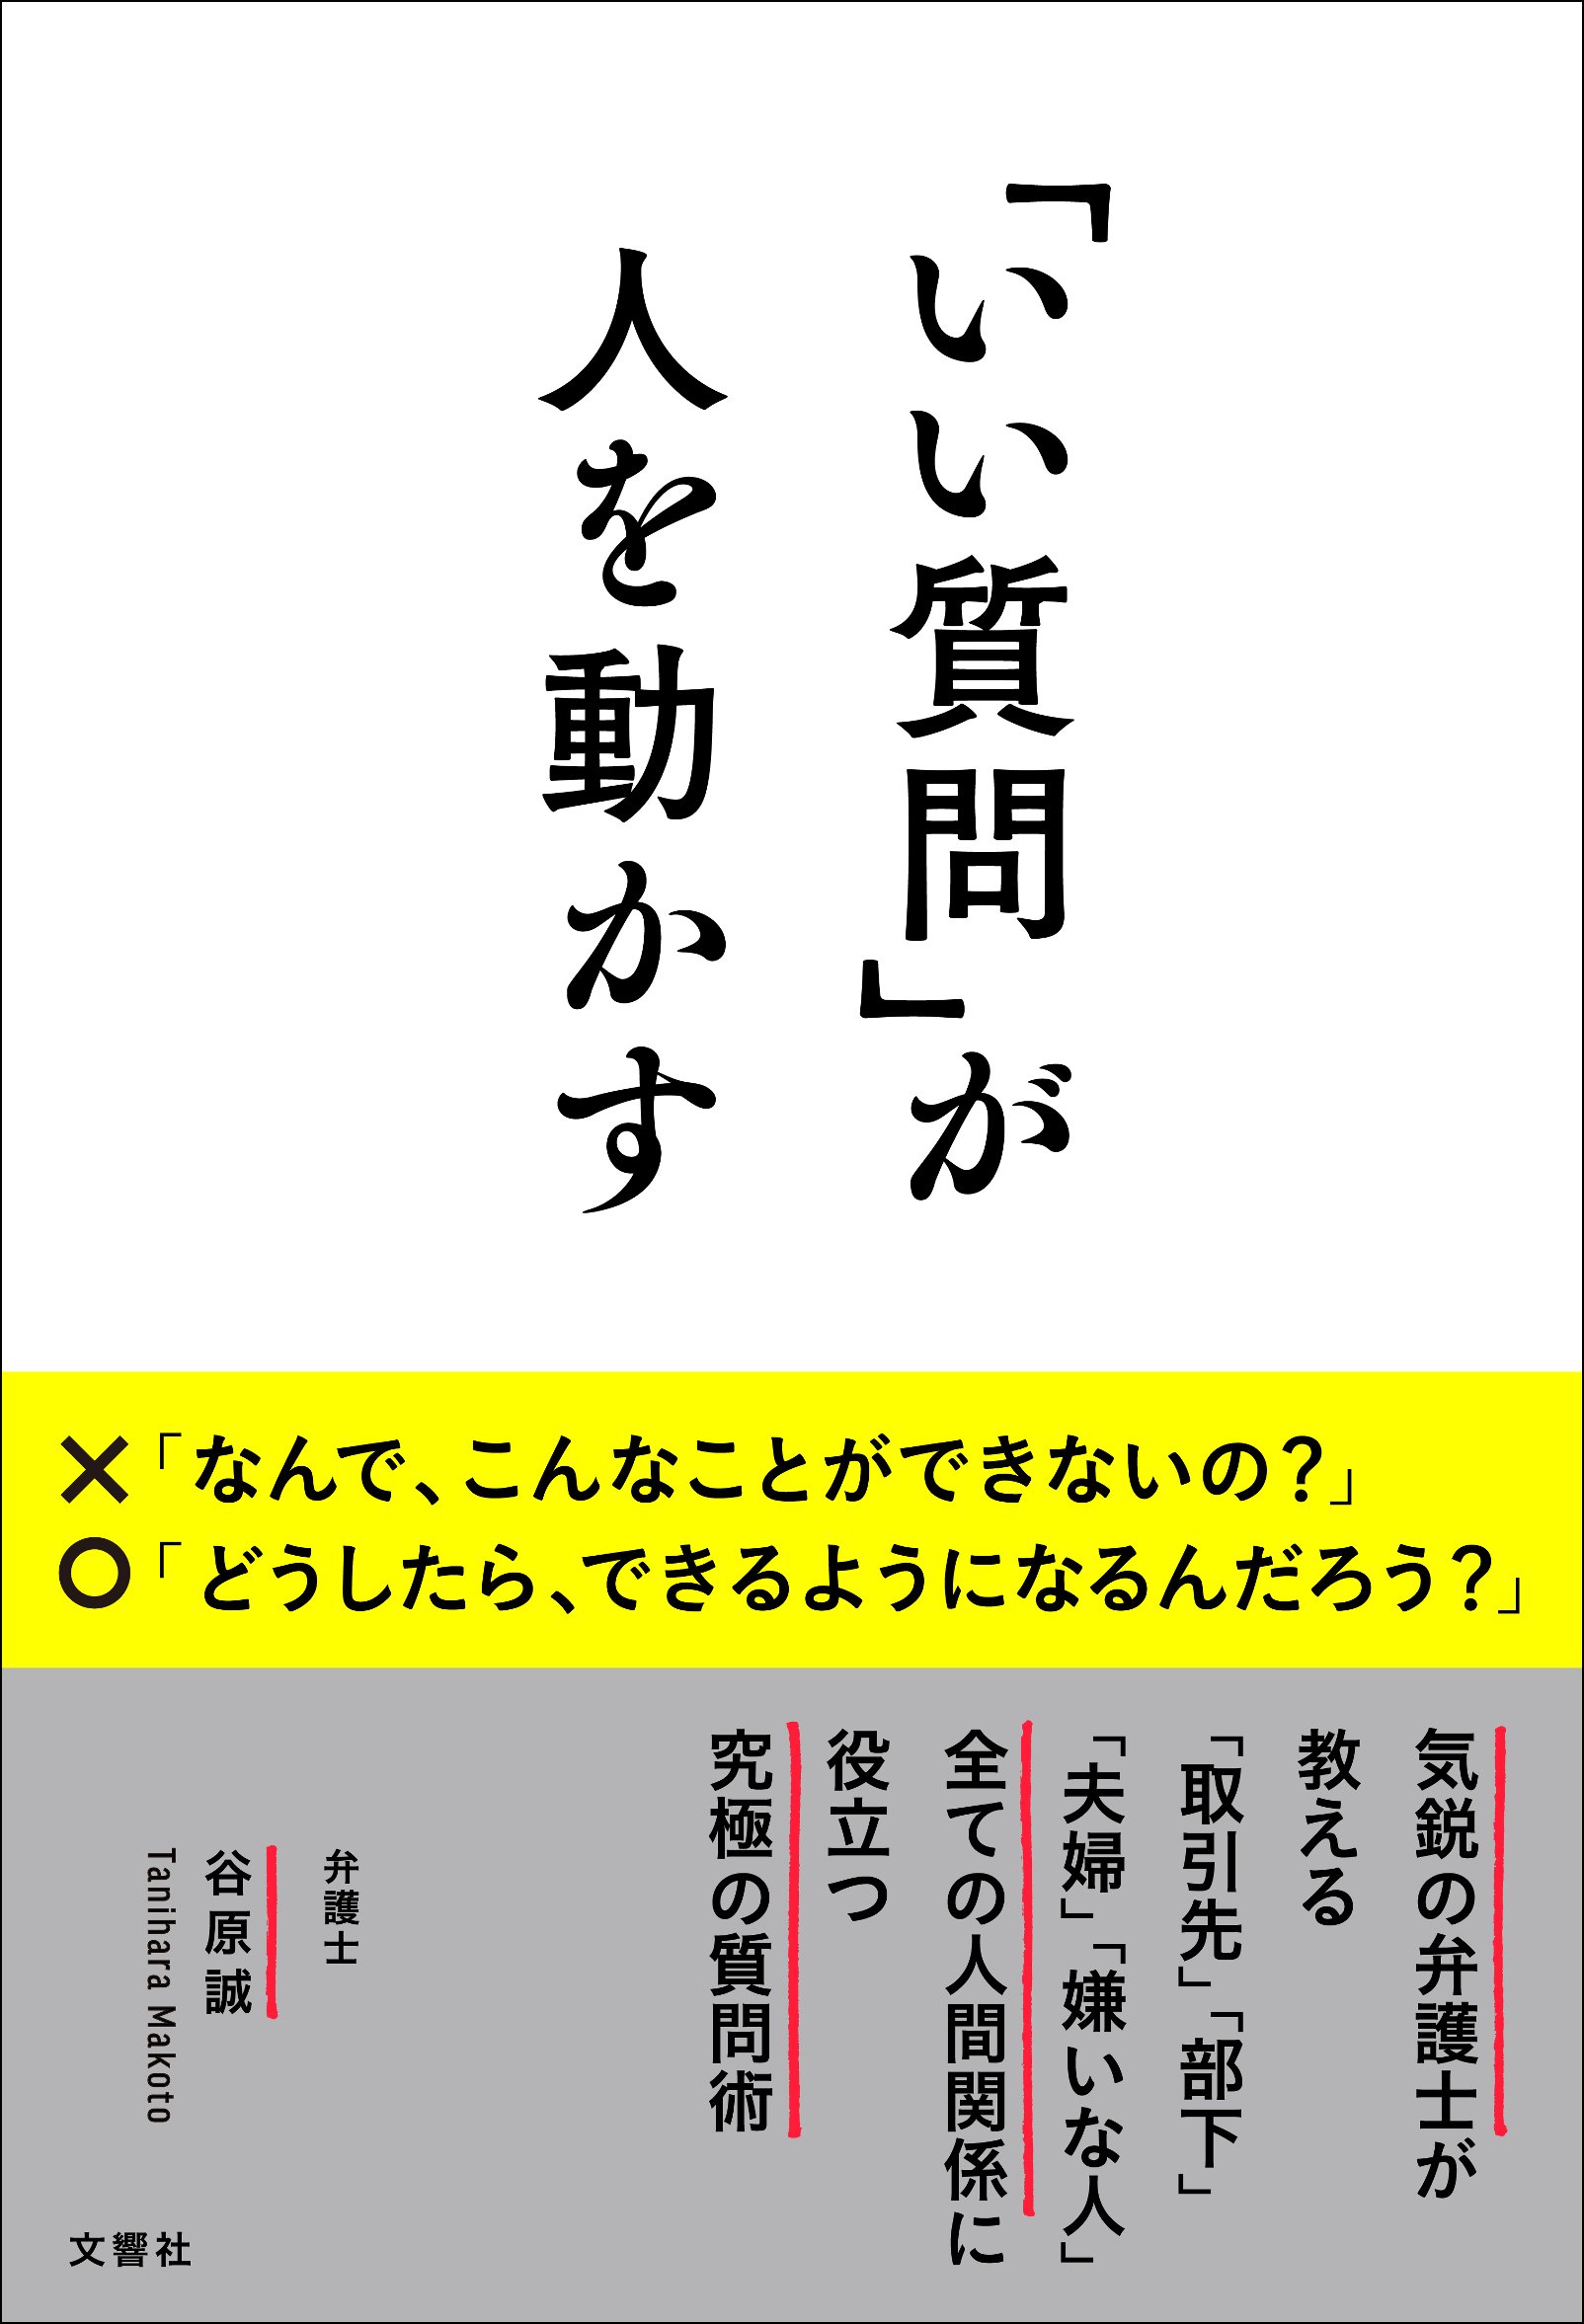 「いい質問」が
人を動かす
×「なんで、こんなことができないの？」
○「どうしたら、できるようになるんだろう？」
気鋭の弁護士が
教える
「取引先」「部下」
「夫婦」「嫌いな人」
全ての人間関係に
役立つ
究極の質問術
弁護士
谷原誠
Tanihara Makoto
文響社